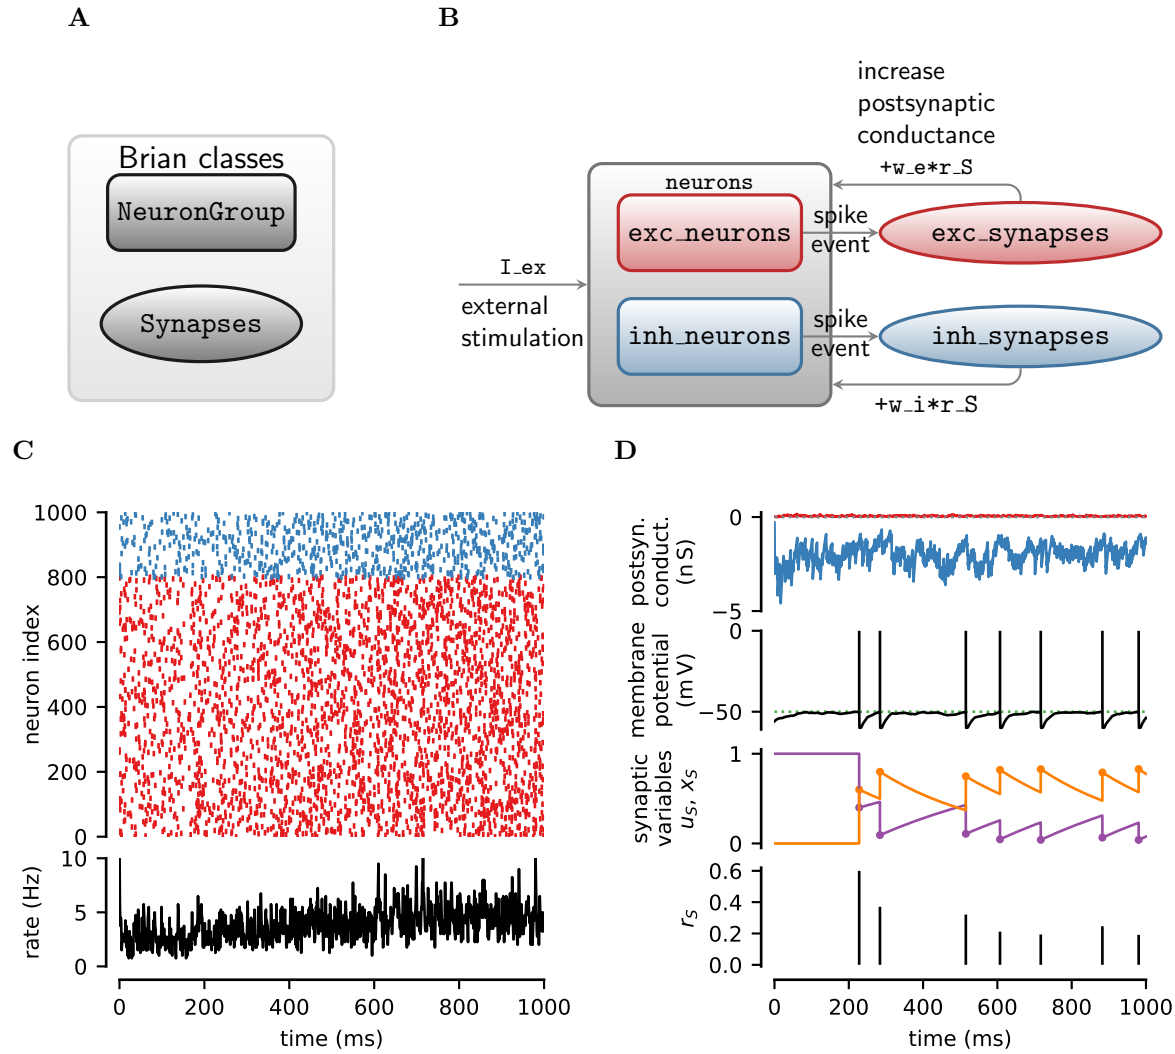 A
B
Brian classes
NeuronGroup
Synapses
increase
postsynaptic
conductance
+w_e*r_S
neurons
exc_neurons
spike
event
exc_synapses
I_ex
external
stimulation
inh_neurons
spike
event
inh_synapses
+w_i*r_S
C
neuron index
1000
800
600
400
200
0
rate (Hz)
10
5
0
0 200 400 600 800 1000
time (ms)
D
postsyn.
conduct.
(nS)
0
−5
membrane
potential
(mV)
0
−50
synaptic
variables
u_S, x_S
1
0
r_S
0.6
0.4
0.2
0.0
0 200 400 600 800 1000
time (ms)